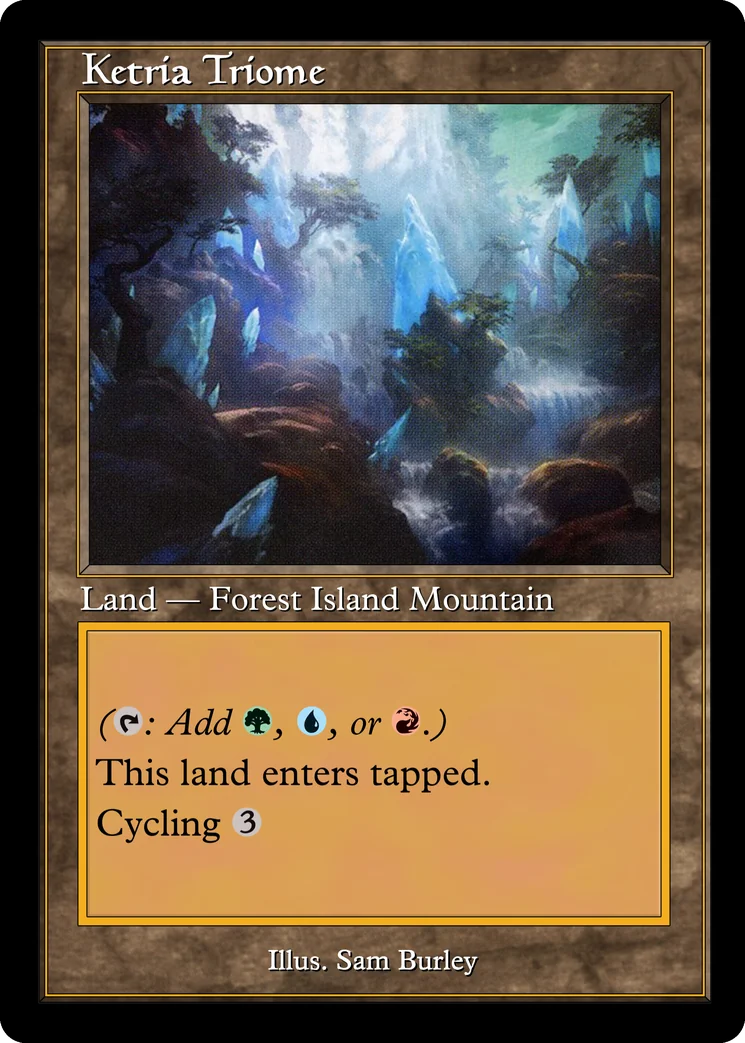 Ketria Triome
Land — Forest Island Mountain
(: Add , , or .)
This land enters tapped.
Cycling 3
Illus. Sam Burley